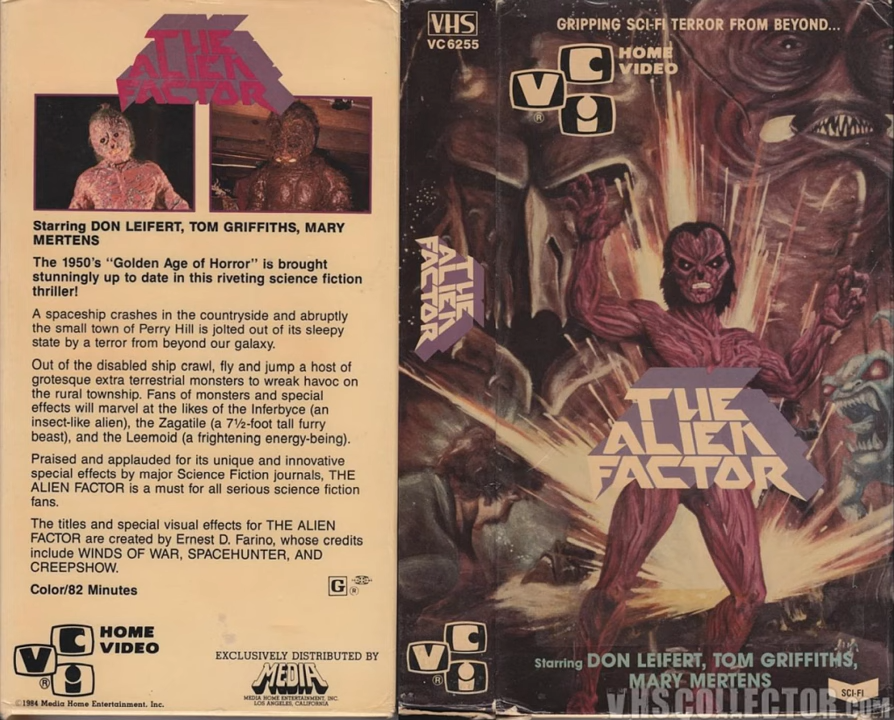 THE
ALIEN
FACTOR
Starring DON LEIFERT, TOM GRIFFITHS, MARY
MERTENS
The 1950's "Golden Age of Horror" is brought
stunningly up to date in this riveting science fiction
thriller!
A spaceship crashes in the countryside and abruptly
the small town of Perry Hill is jolted out of its sleepy
state by a terror from beyond our galaxy.
Out of the disabled ship crawl, fly and jump a host of
grotesque extra terrestrial monsters to wreak havoc on
the rural township. Fans of monsters and special
effects will marvel at the likes of the Inferbyce (an
insect-like alien), the Zagatile (a 7½-foot tall furry
beast), and the Leemoid (a frightening energy-being).
Praised and applauded for its unique and innovative
special effects by major Science Fiction journals, THE
ALIEN FACTOR is a must for all serious science fiction
fans.
The titles and special visual effects for THE ALIEN
FACTOR are created by Ernest D. Farino, whose credits
include WINDS OF WAR, SPACEHUNTER, AND
CREEPSHOW.
Color/82 Minutes
G ®
VCI HOME
VIDEO
EXCLUSIVELY DISTRIBUTED BY
MEDIA
MEDIA HOME ENTERTAINMENT, INC.
LOS ANGELES, CALIFORNIA
©1984 Media Home Entertainment, Inc.
THE
ALIEN
FACTOR
VCI ®
VHS
VC6255
GRIPPING SCI-FI TERROR FROM BEYOND...
VCI ® HOME
VIDEO
THE
ALIEN
FACTOR
Starring DON LEIFERT, TOM GRIFFITHS,
MARY MERTENS
SCI-FI
VHSCOLLECTOR.com